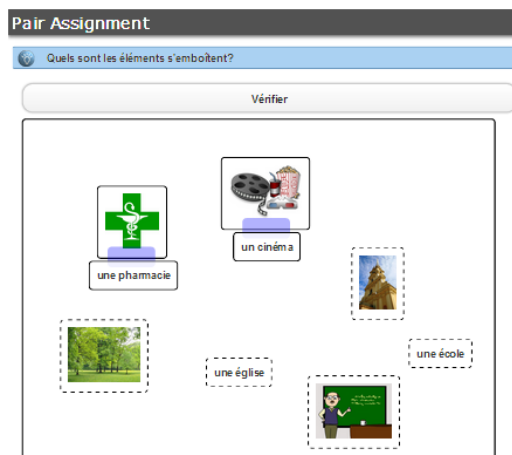 Pair Assignment
Quels sont les éléments s'emboîtent?
Vérifier
un cinéma
une pharmacie
une école
une église